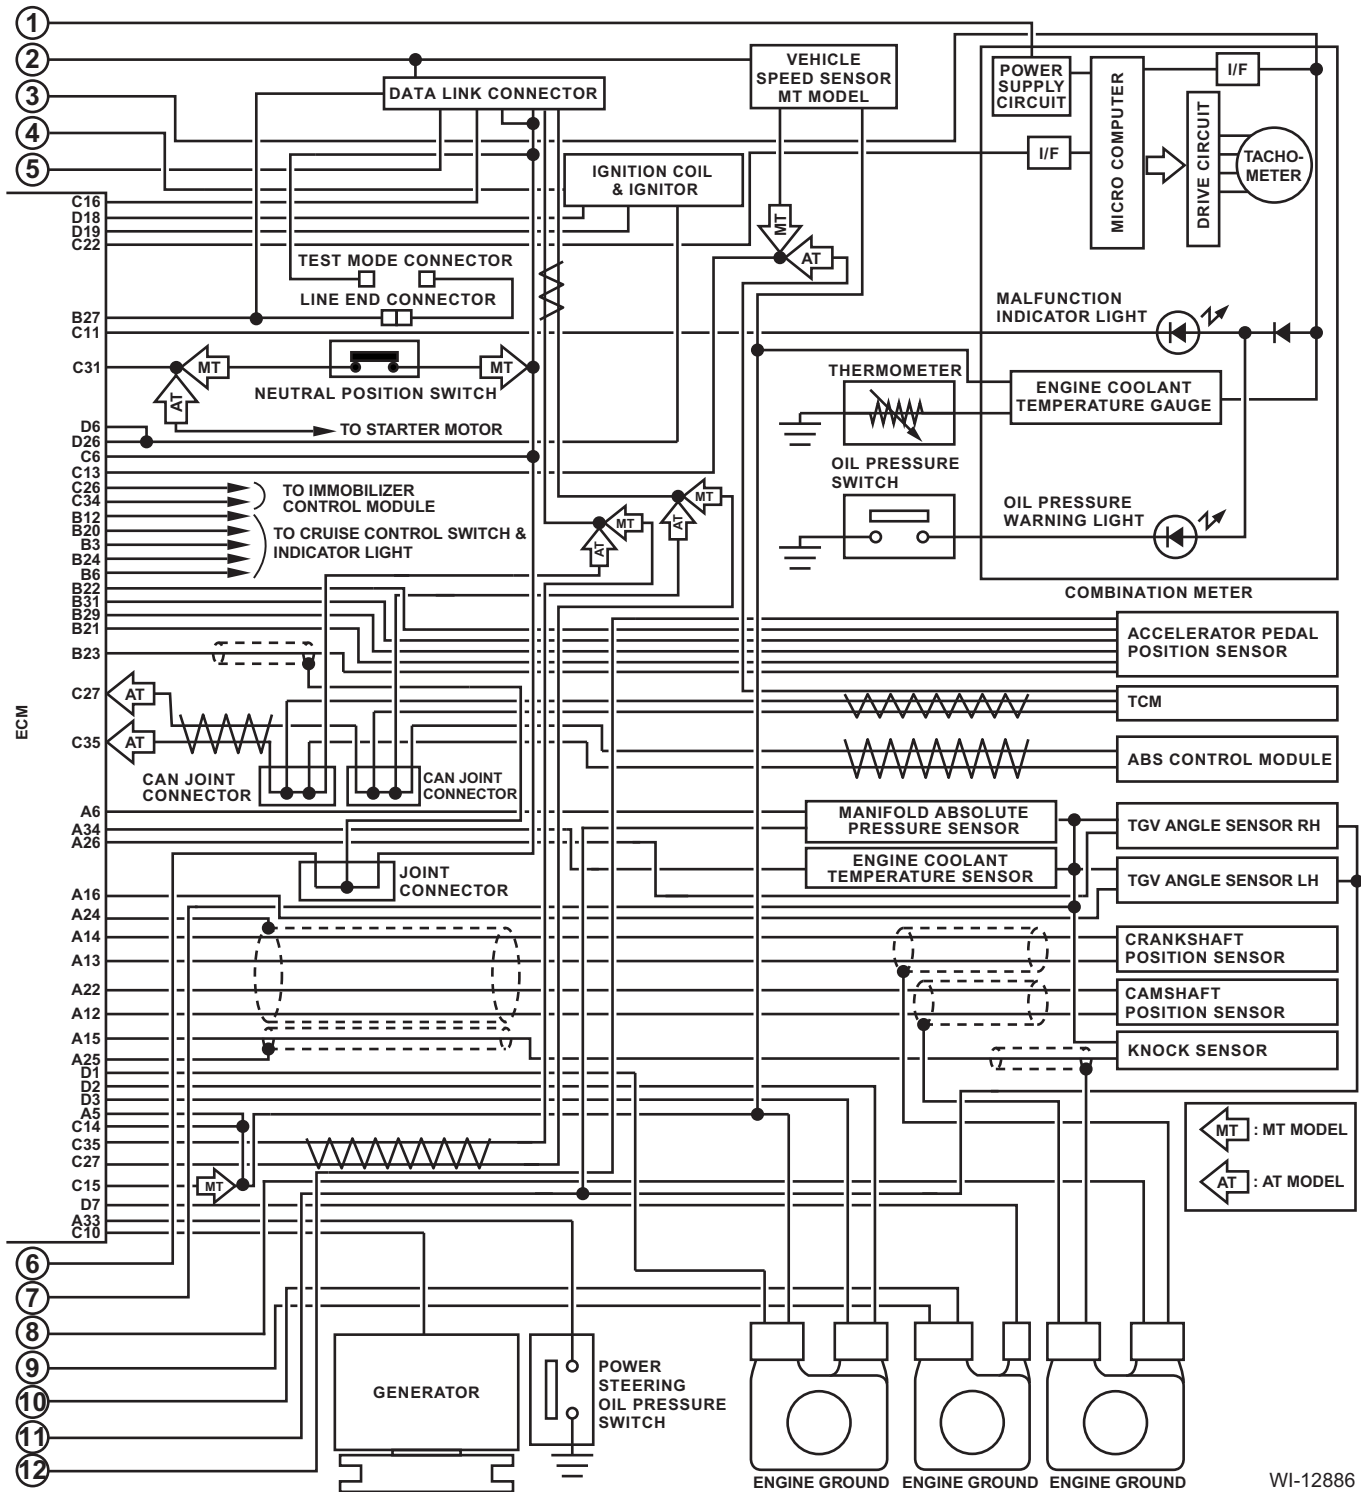 1
2
3
4
5
VEHICLE
SPEED SENSOR
MT MODEL
DATA LINK CONNECTOR
POWER
SUPPLY
CIRCUIT
MICRO COMPUTER
I/F
I/F
DRIVE CIRCUIT
TACHO-
METER
IGNITION COIL
& IGNITOR
C16
D18
D19
C22
MT
AT
TEST MODE CONNECTOR
LINE END CONNECTOR
B27
C11
MALFUNCTION
INDICATOR LIGHT
C31
MT
MT
AT
NEUTRAL POSITION SWITCH
THERMOMETER
ENGINE COOLANT
TEMPERATURE GAUGE
TO STARTER MOTOR
D6
D26
C6
C13
C26
C34
B12
B20
B3
B24
B6
B22
B31
B29
B21
B23
TO IMMOBILIZER
CONTROL MODULE
TO CRUISE CONTROL SWITCH &
INDICATOR LIGHT
MT
AT
MT
AT
OIL PRESSURE
SWITCH
OIL PRESSURE
WARNING LIGHT
COMBINATION METER
ACCELERATOR PEDAL
POSITION SENSOR
ECM
C27
AT
C35
AT
TCM
ABS CONTROL MODULE
CAN JOINT
CONNECTOR
CAN JOINT
CONNECTOR
A6
A34
A26
MANIFOLD ABSOLUTE
PRESSURE SENSOR
TGV ANGLE SENSOR RH
ENGINE COOLANT
TEMPERATURE SENSOR
TGV ANGLE SENSOR LH
JOINT
CONNECTOR
A16
A24
A14
A13
A22
A12
A15
A25
D1
D2
D3
A5
C14
C35
C27
C15
MT
D7
A33
C10
CRANKSHAFT
POSITION SENSOR
CAMSHAFT
POSITION SENSOR
KNOCK SENSOR
MT : MT MODEL
AT : AT MODEL
6
7
8
9
10
11
12
GENERATOR
POWER
STEERING
OIL PRESSURE
SWITCH
ENGINE GROUND
ENGINE GROUND
ENGINE GROUND
WI-12886